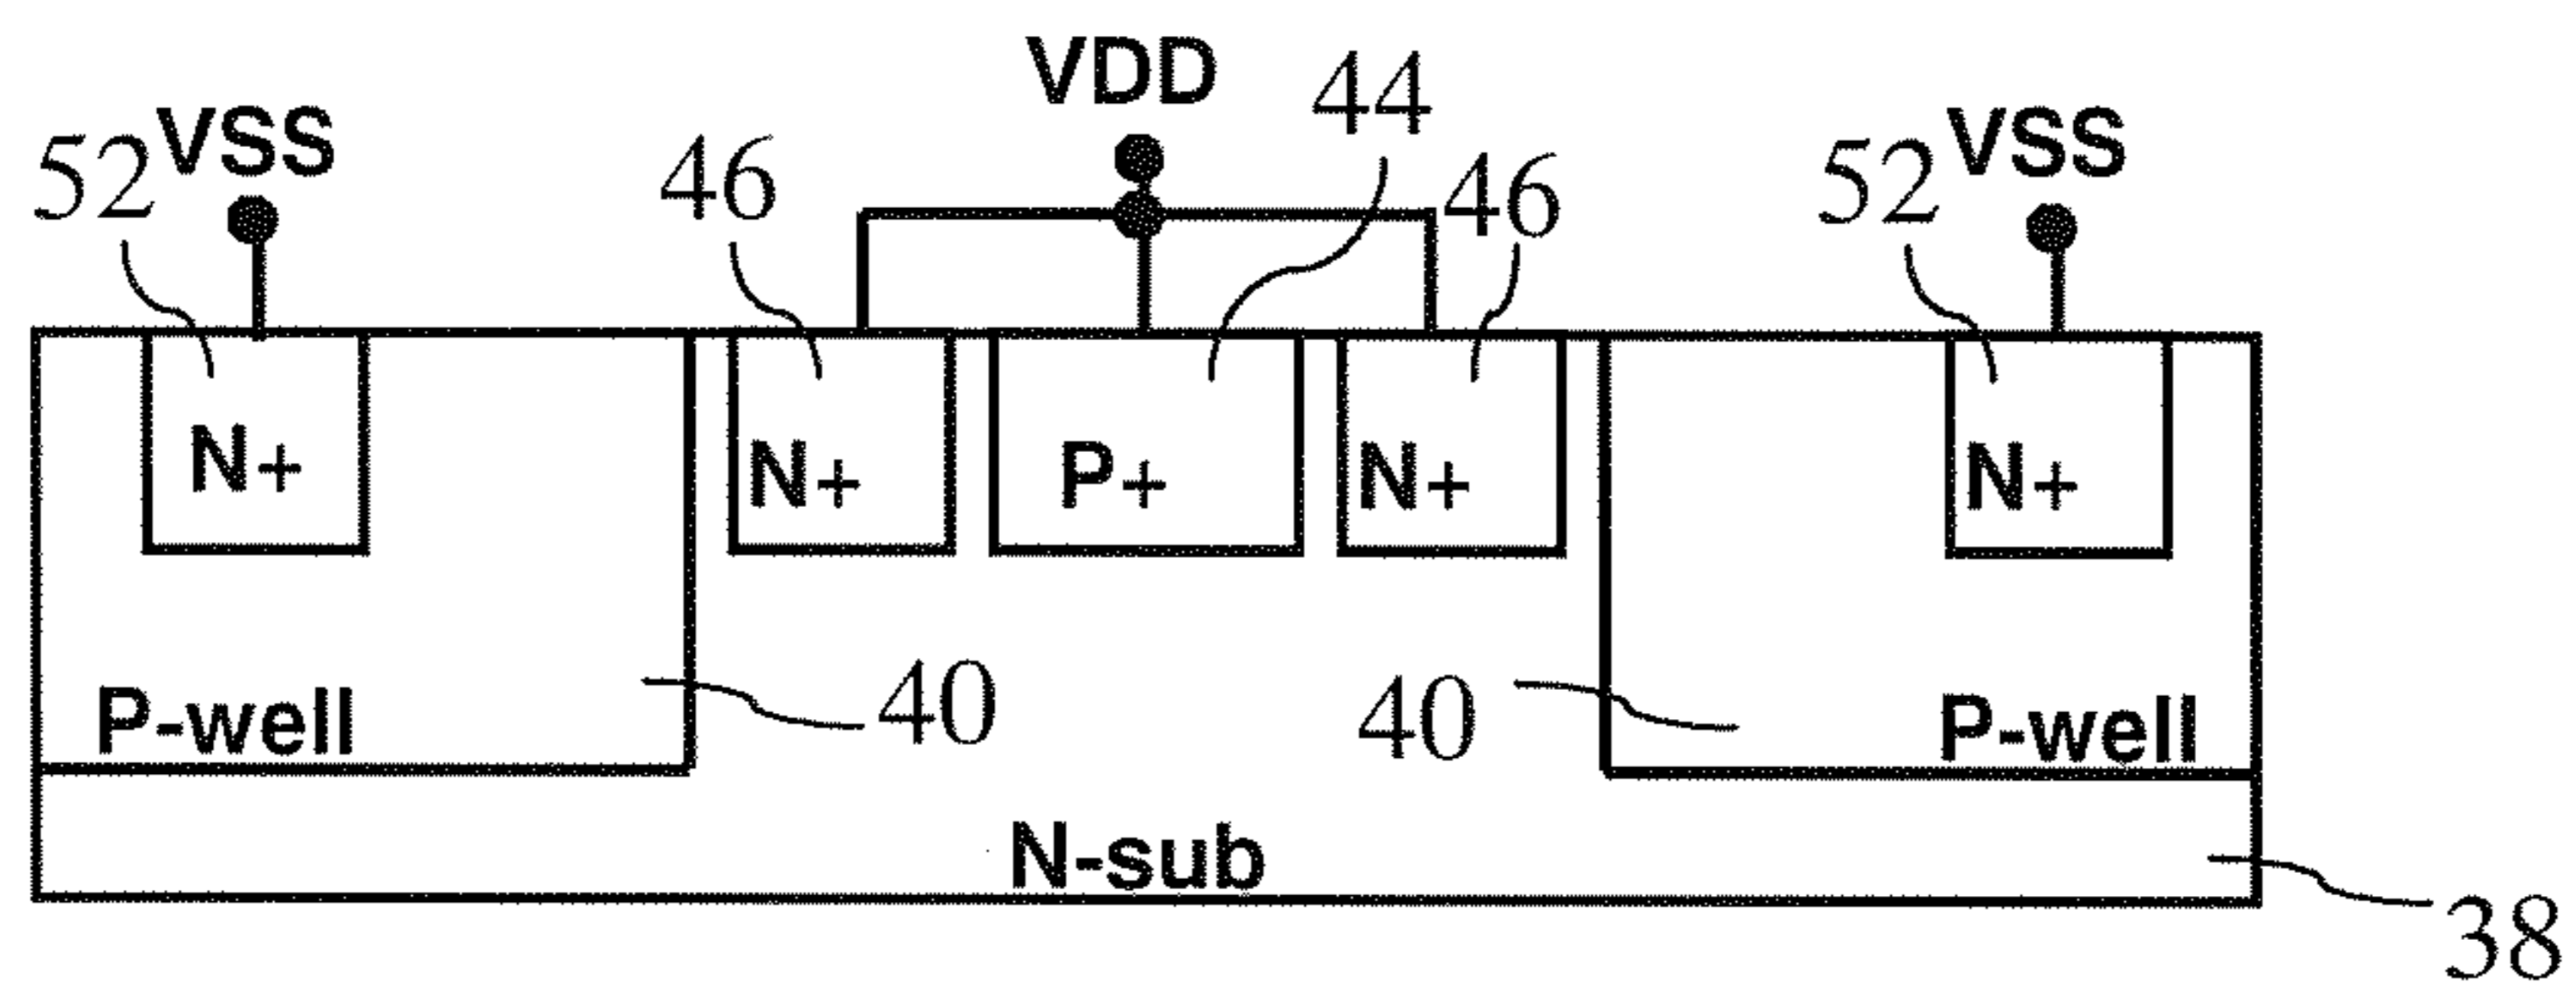 VDD 44
52 VSS 46 46 52 VSS
N+ N+ P+ N+ N+
P-well 40 40 P-well
N-sub
38